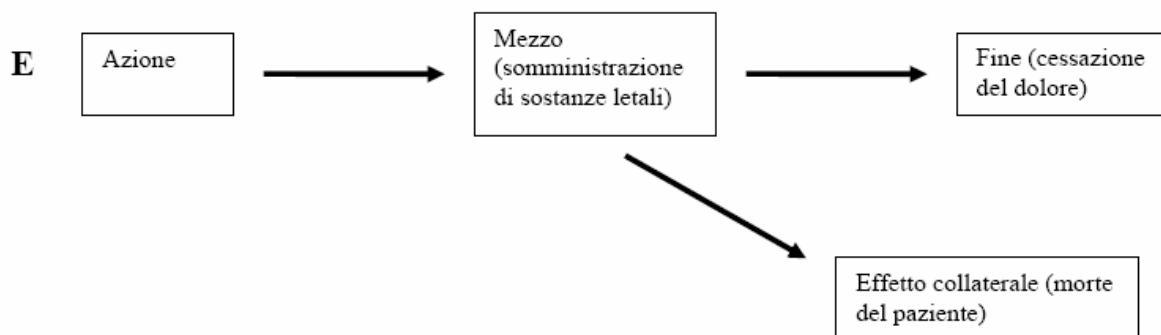 E
Azione
Mezzo
(somministrazione
di sostanze letali)
Fine (cessazione
del dolore)
Effetto collaterale (morte
del paziente)